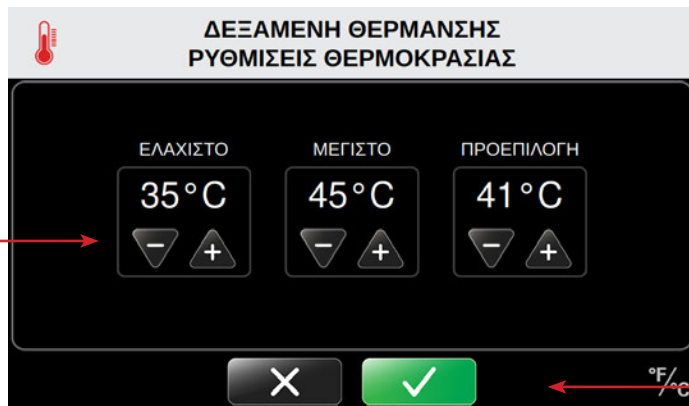 ΔΕΞΑΜΕΝΗ ΘΕΡΜΑΝΣΗΣ
ΡΥΘΜΙΣΕΙΣ ΘΕΡΜΟΚΡΑΣΙΑΣ
ΕΛΑΧΙΣΤΟ ΜΕΓΙΣΤΟ ΠΡΟΕΠΙΛΟΓΗ
35°C 45°C 41°C
− + − + − +
°F/°C